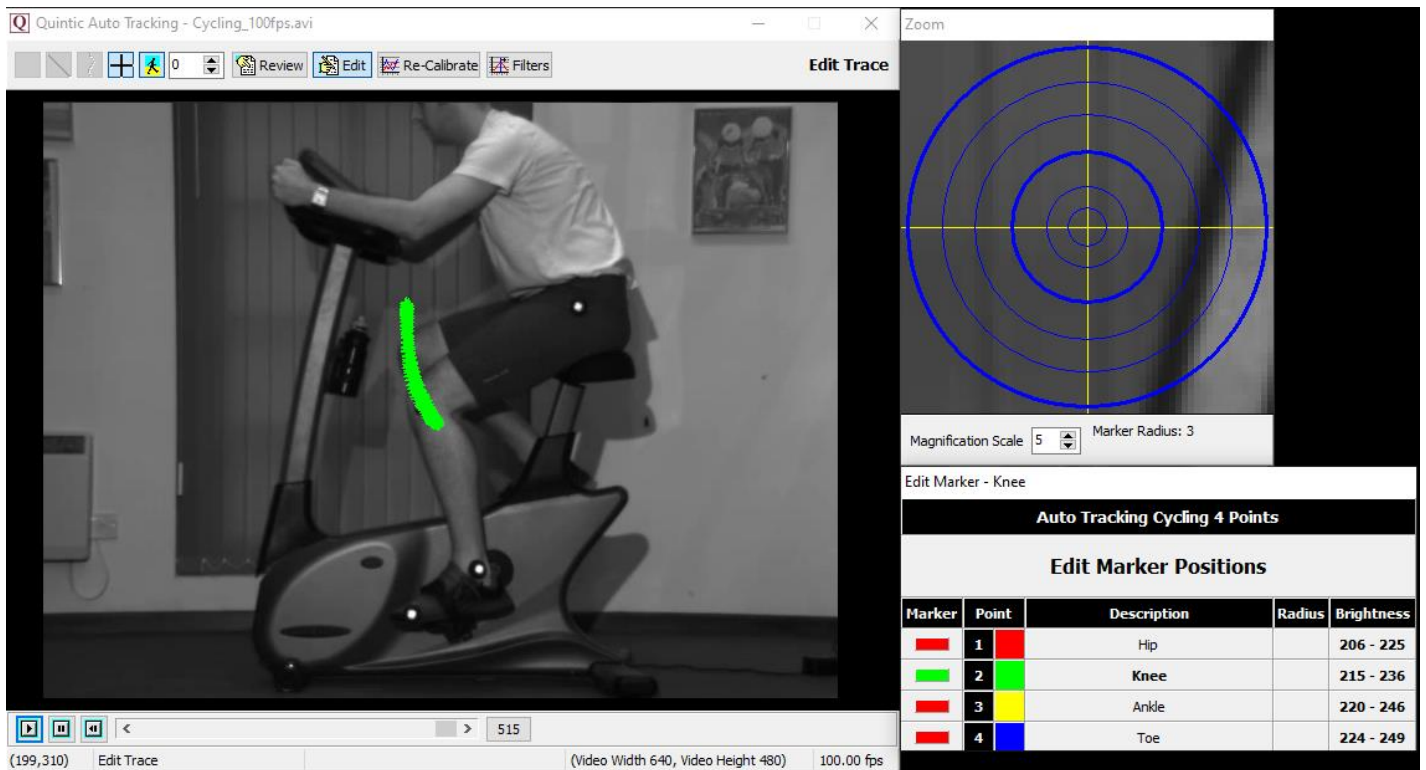 Q Quintic Auto Tracking - Cycling_100fps.avi
0 Review Edit Re-Calibrate Filters Edit Trace
515
(199,310) Edit Trace (Video Width 640, Video Height 480) 100.00 fps
Zoom
Magnification Scale 5 Marker Radius: 3
Edit Marker - Knee
Auto Tracking Cycling 4 Points
Edit Marker Positions
Marker Point Description Radius Brightness
1 Hip 206 - 225
2 Knee 215 - 236
3 Ankle 220 - 246
4 Toe 224 - 249